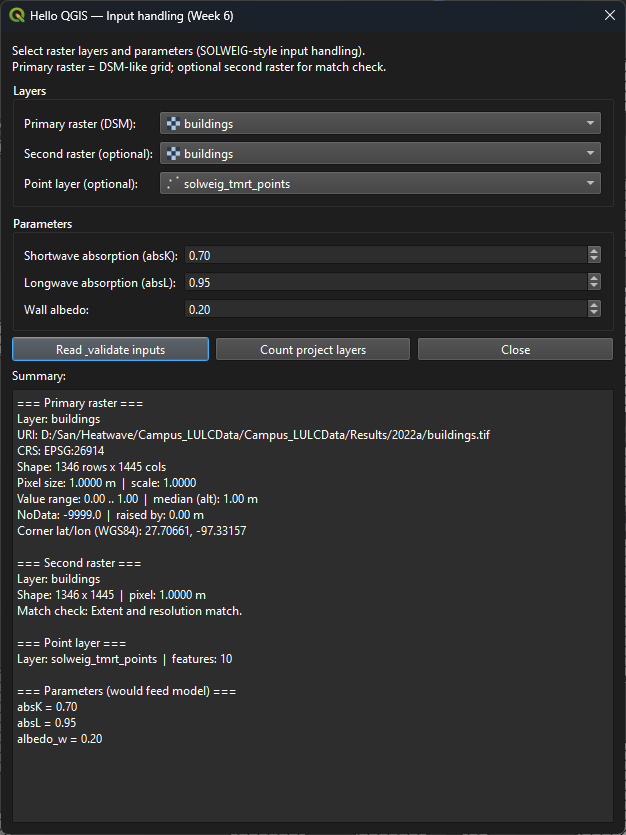 Hello QGIS — Input handling (Week 6)
Select raster layers and parameters (SOLWEIG-style input handling).
Primary raster = DSM-like grid; optional second raster for match check.
Layers
Primary raster (DSM): buildings
Second raster (optional): buildings
Point layer (optional): solweig_tmrt_points
Parameters
Shortwave absorption (absK): 0.70
Longwave absorption (absL): 0.95
Wall albedo: 0.20
Read _validate inputs Count project layers Close
Summary:
=== Primary raster ===
Layer: buildings
URI: D:/San/Heatwave/Campus_LULCData/Campus_LULCData/Results/2022a/buildings.tif
CRS: EPSG:26914
Shape: 1346 rows x 1445 cols
Pixel size: 1.0000 m | scale: 1.0000
Value range: 0.00 .. 1.00 | median (alt): 1.00 m
NoData: -9999.0 | raised by: 0.00 m
Corner lat/lon (WGS84): 27.70661, -97.33157
=== Second raster ===
Layer: buildings
Shape: 1346 x 1445 | pixel: 1.0000 m
Match check: Extent and resolution match.
=== Point layer ===
Layer: solweig_tmrt_points | features: 10
=== Parameters (would feed model) ===
absK = 0.70
absL = 0.95
albedo_w = 0.20